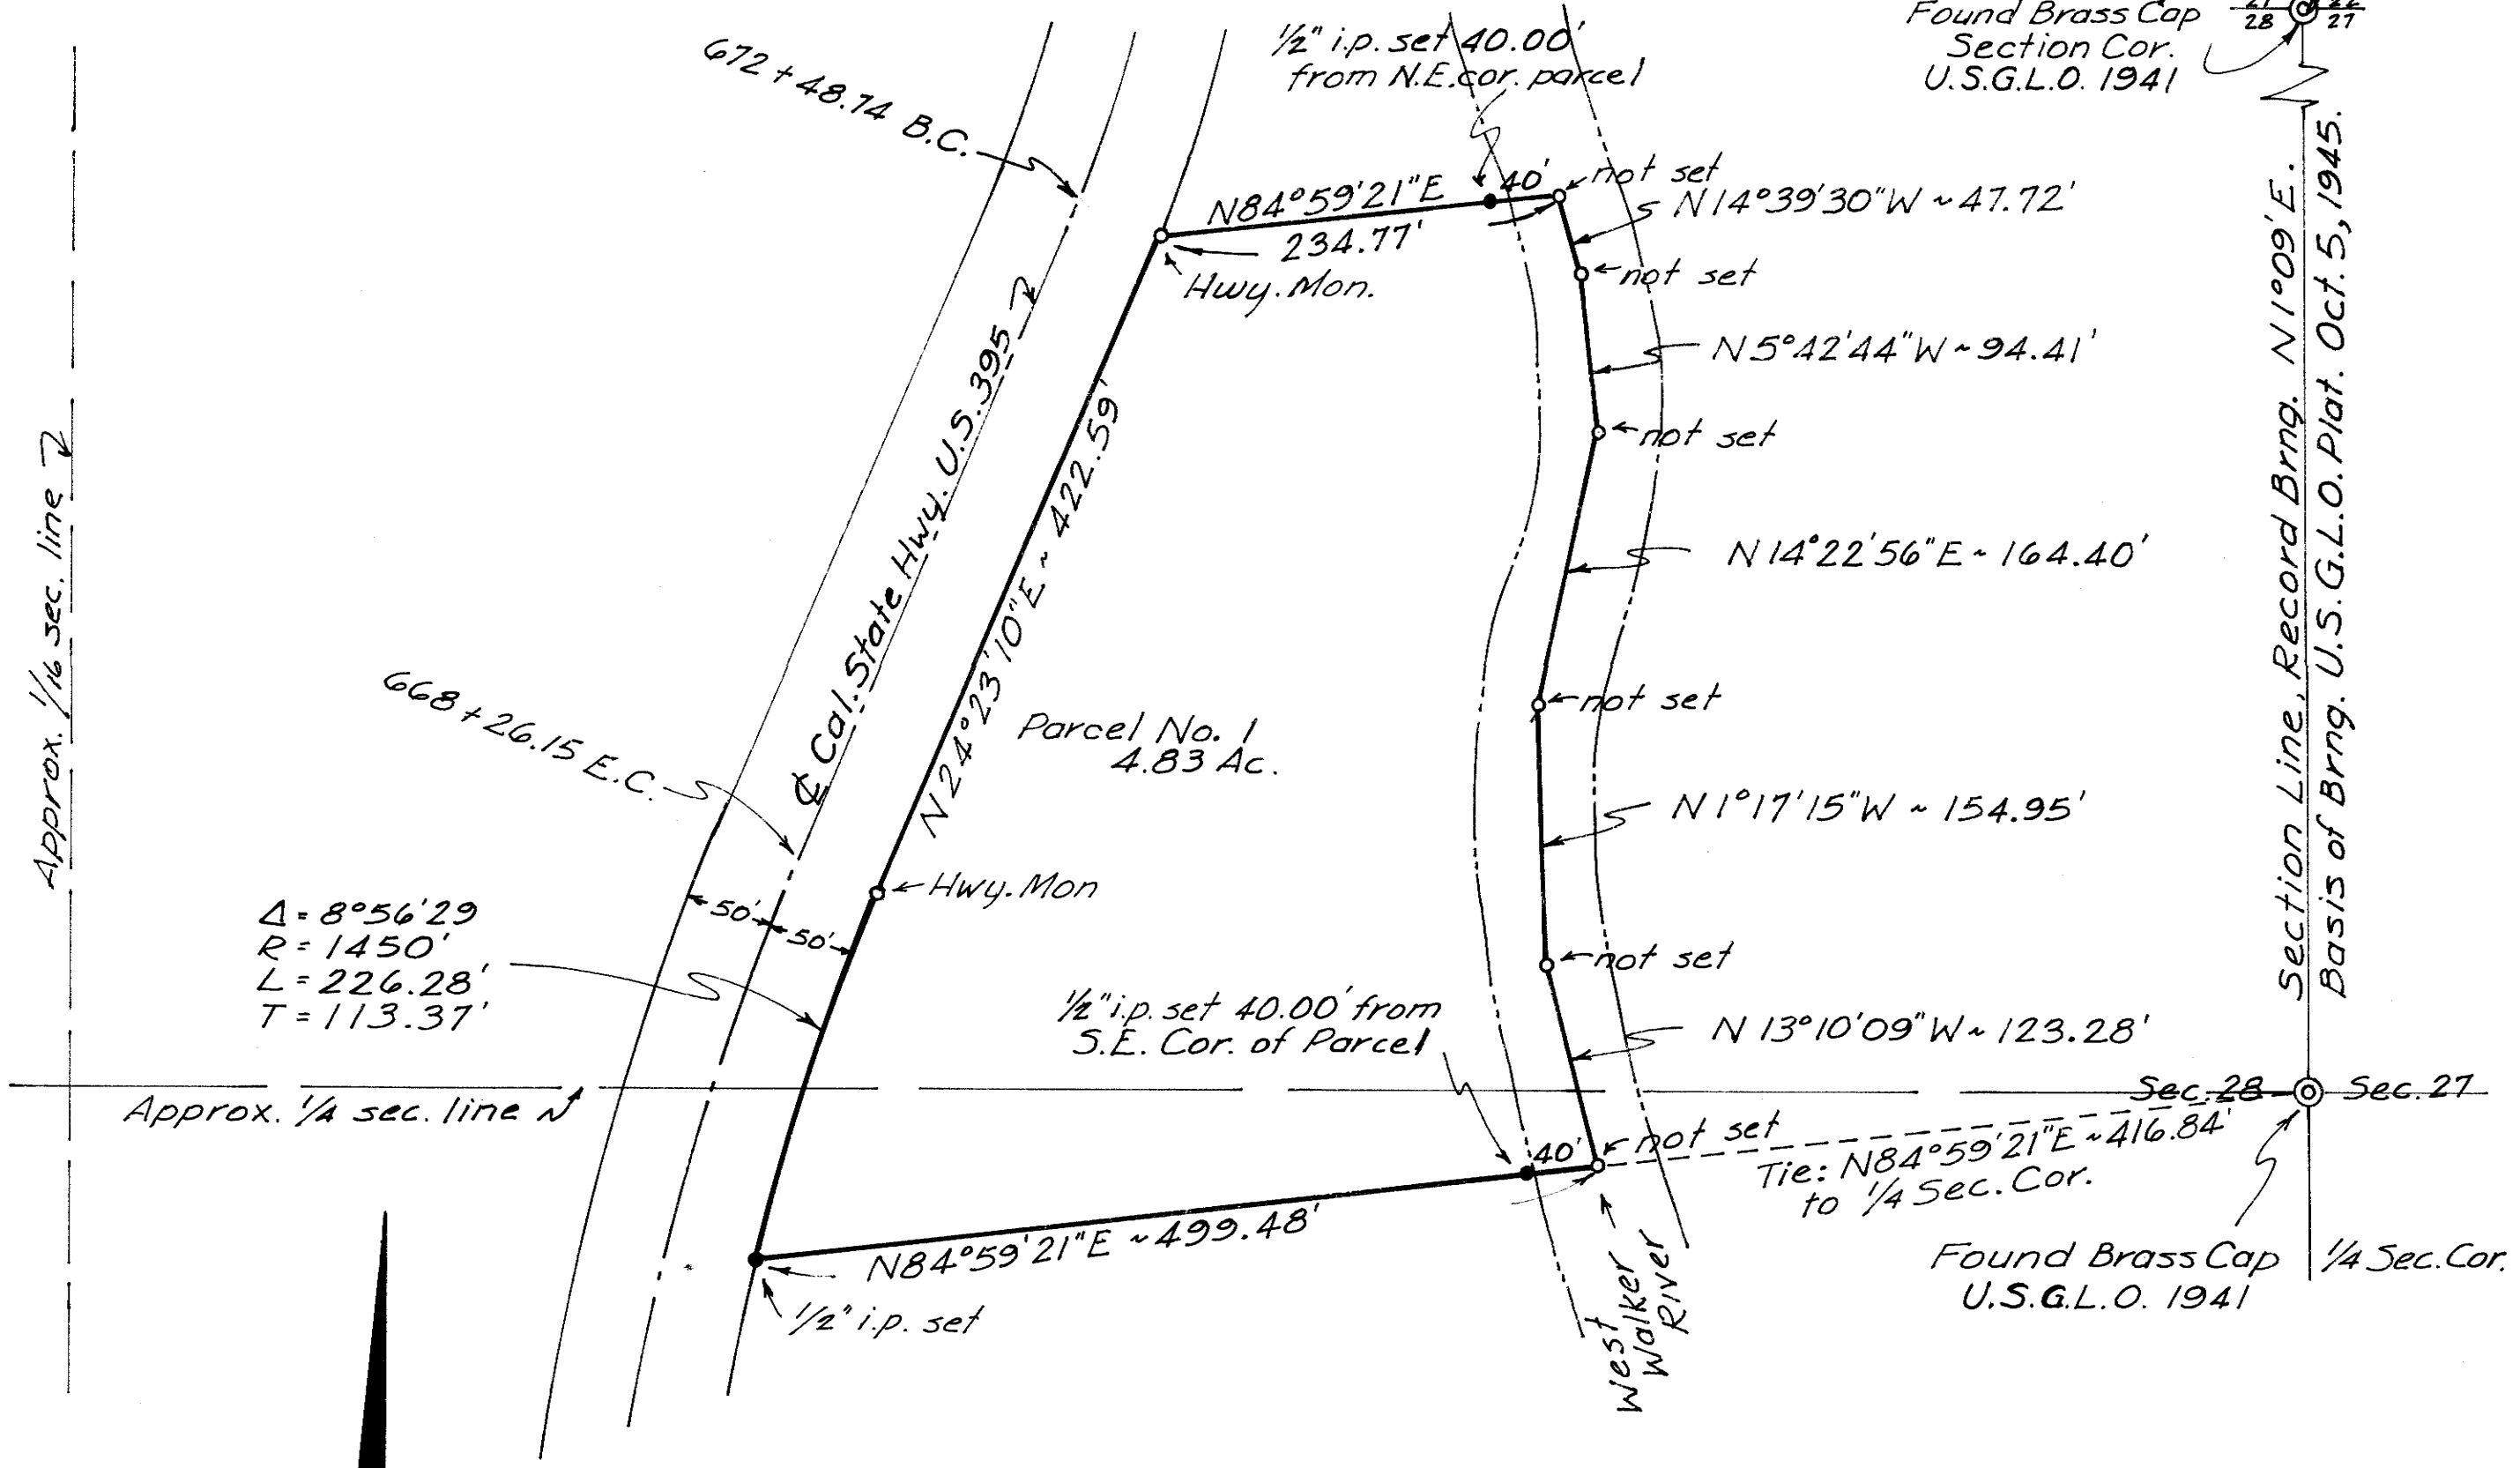 Found Brass Cap
Section Cor.
U.S.G.L.O. 1941
28
27
1/2" i.p. set 40.00'
from N.E. cor. parcel
672 + 48.74 B.C.
N84°59'21"E
234.77'
40'
not set
N14°39'30"W ~ 47.72'
Hwy. Mon.
not set
N5°42'44"W ~ 94.41'
not set
N14°22'56"E ~ 164.40'
not set
N1°17'15"W ~ 154.95'
not set
N13°10'09"W ~ 123.28'
Section Line, Record Brng. N1°09'E.
Basis of Brng. U.S.G.L.O. Plat. Oct. 5, 1945.
Approx. 1/16 sec. line
℄ Cal. State Hwy. U.S. 395
N24°23'10"E ~ 422.59'
668 + 26.15 E.C.
Parcel No. 1
4.83 Ac.
Hwy. Mon
50'
50'
Δ = 8°56'29
R = 1450'
L = 226.28'
T = 113.37'
1/2" i.p. set 40.00' from
S.E. Cor. of Parcel
Approx. 1/4 sec. line
Sec. 28
Sec. 27
40'
not set
Tie: N84°59'21"E ~ 416.84'
to 1/4 Sec. Cor.
N84°59'21"E ~ 499.48'
1/2" i.p. set
West
Walker
River
Found Brass Cap
1/4 Sec. Cor.
U.S.G.L.O. 1941